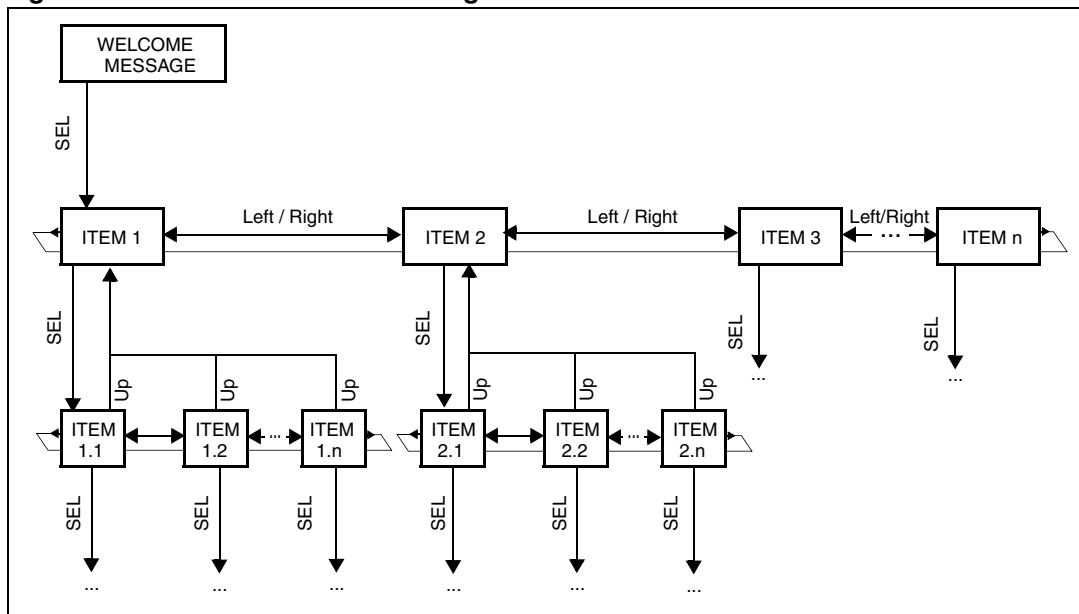 WELCOME
MESSAGE
SEL
Left / Right
Left / Right
Left/Right
ITEM 1
ITEM 2
ITEM 3
...
ITEM n
SEL
SEL
SEL
SEL
...
...
Up
Up
Up
Up
Up
Up
ITEM
1.1
ITEM
1.2
...
ITEM
1.n
ITEM
2.1
ITEM
2.2
...
ITEM
2.n
SEL
SEL
SEL
SEL
SEL
SEL
...
...
...
...
...
...